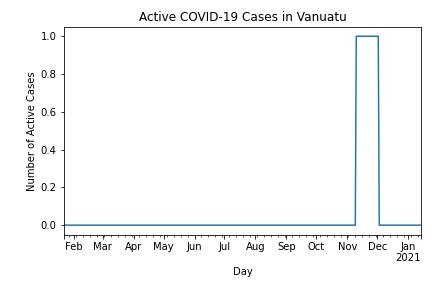 Active COVID-19 Cases in Vanuatu
Number of Active Cases
1.0
0.8
0.6
0.4
0.2
0.0
Feb Mar Apr May Jun Jul Aug Sep Oct Nov Dec Jan
2021
Day